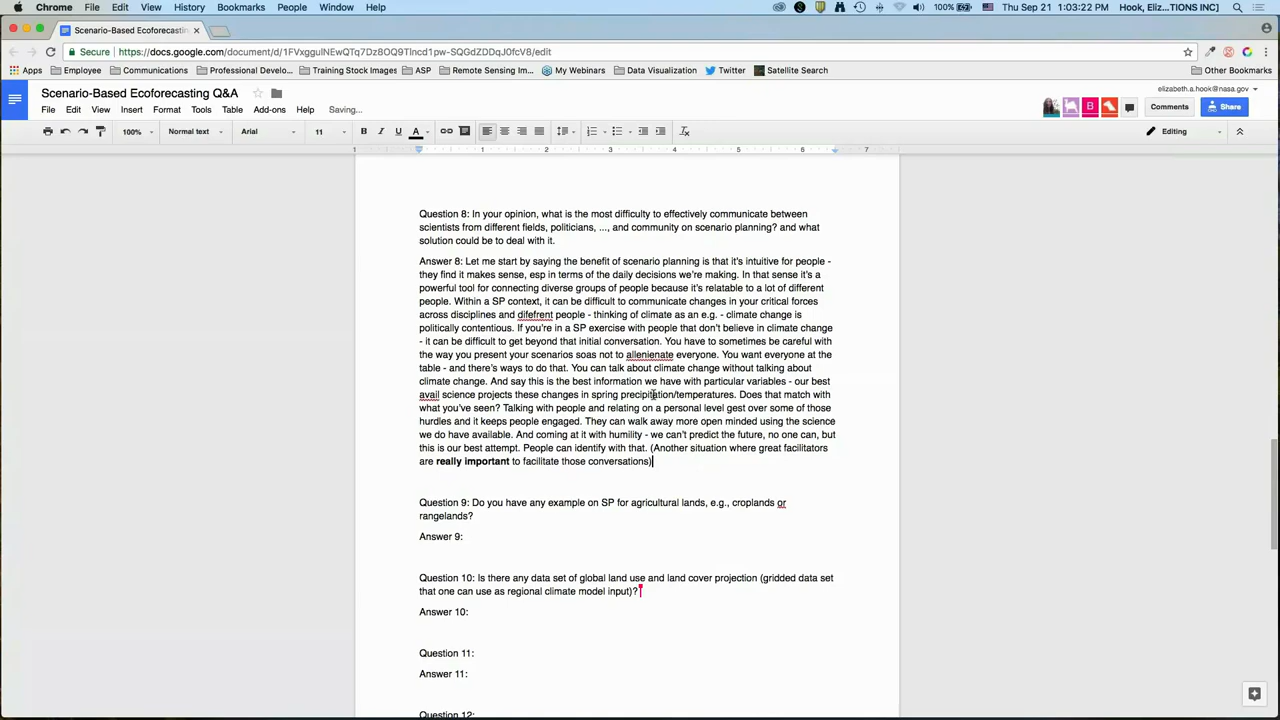 Chrome File Edit View History Bookmarks People Window Help 100% Thu Sep 21 1:03:22 PM Hook, Eliz...TIONS INC]
Scenario-Based Ecoforecastin
Secure https://docs.google.com/document/d/1FVxggulNEwQTq7Dz8OQ9Tlncd1pw-SQGdZDDqJ0fcV8/edit
Apps Employee Communications Professional Develo... Training Stock Images ASP Remote Sensing Im... My Webinars Data Visualization Twitter Satellite Search Other Bookmarks
elizabeth.a.hook@nasa.gov
Scenario-Based Ecoforecasting Q&A
B Comments Share
File Edit View Insert Format Tools Table Add-ons Help Saving...
100% Normal text Arial 11 B I U A Editing
1 1 2 3 4 5 6 7
Question 8: In your opinion, what is the most difficulty to effectively communicate between
scientists from different fields, politicians, ..., and community on scenario planning? and what
solution could be to deal with it.
Answer 8: Let me start by saying the benefit of scenario planning is that it's intuitive for people -
they find it makes sense, esp in terms of the daily decisions we're making. In that sense it's a
powerful tool for connecting diverse groups of people because it's relatable to a lot of different
people. Within a SP context, it can be difficult to communicate changes in your critical forces
across disciplines and difefrent people - thinking of climate as an e.g. - climate change is
politically contentious. If you're in a SP exercise with people that don't believe in climate change
- it can be difficult to get beyond that initial conversation. You have to sometimes be careful with
the way you present your scenarios soas not to allenienate everyone. You want everyone at the
table - and there's ways to do that. You can talk about climate change without talking about
climate change. And say this is the best information we have with particular variables - our best
avail science projects these changes in spring precipitation/temperatures. Does that match with
what you've seen? Talking with people and relating on a personal level gest over some of those
hurdles and it keeps people engaged. They can walk away more open minded using the science
we do have available. And coming at it with humility - we can't predict the future, no one can, but
this is our best attempt. People can identify with that. (Another situation where great facilitators
are really important to facilitate those conversations)
Question 9: Do you have any example on SP for agricultural lands, e.g., croplands or
rangelands?
Answer 9:
Question 10: Is there any data set of global land use and land cover projection (gridded data set
that one can use as regional climate model input)?
Answer 10:
Question 11:
Answer 11:
Question 12: